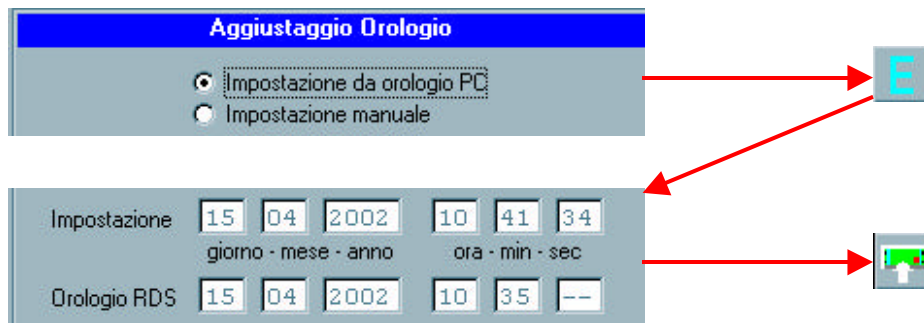 Aggiustaggio Orologio
Impostazione da orologio PC
Impostazione manuale
E
Impostazione 15 04 2002 10 41 34
giorno - mese - anno ora - min - sec
Orologio RDS 15 04 2002 10 35 --